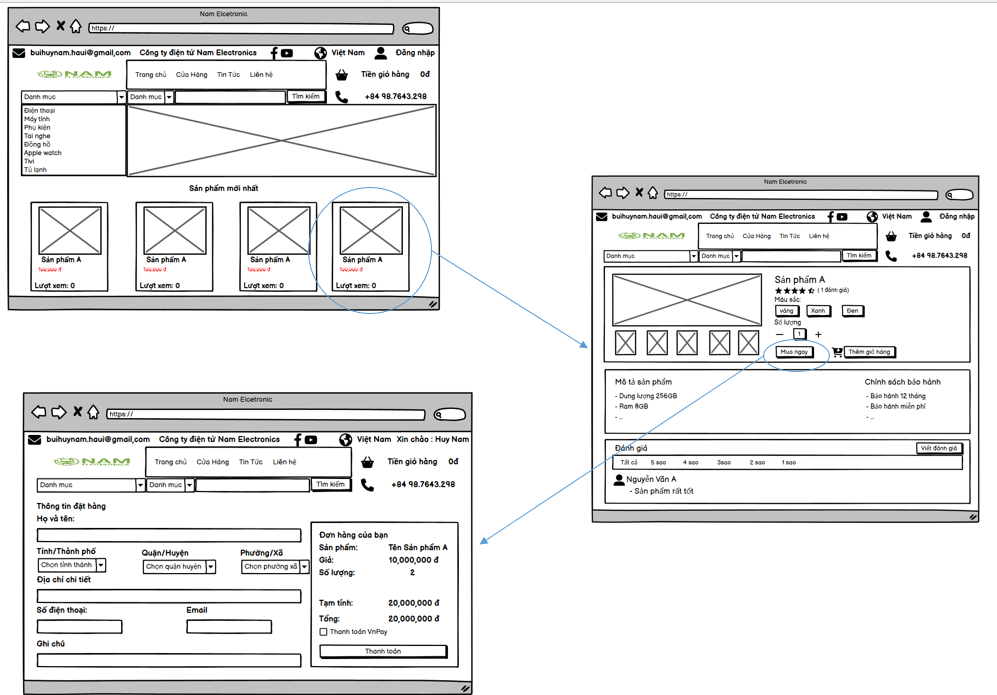 Nam Elcetronic
https://
buihuynam.haui@gmail,com Công ty điện tử Nam Electronics Việt Nam Đăng nhập
NAM Trang chủ Cửa Hàng Tin Tức Liên hệ Tiền giỏ hàng 0đ
Danh mục Danh mục Tìm kiếm +84 98.7643.298
Điện thoại
Máy tính
Phụ kiện
Tai nghe
Đồng hồ
Apple watch
Tivi
Tủ lạnh
Sản phẩm mới nhất
Sản phẩm A Sản phẩm A Sản phẩm A Sản phẩm A
Lượt xem: 0 Lượt xem: 0 Lượt xem: 0 Lượt xem: 0
Nam Elcetronic
https://
buihuynam.haui@gmail,com Công ty điện tử Nam Electronics Việt Nam Đăng nhập
NAM Trang chủ Cửa Hàng Tin Tức Liên hệ Tiền giỏ hàng 0đ
Danh mục Danh mục Tìm kiếm +84 98.7643.298
Sản phẩm A
( 1 đánh giá)
Màu sắc:
vàng Xanh Đen
Số lượng
— 1 +
Mua ngay Thêm giỏ hàng
Mô tả sản phẩm Chính sách bảo hành
- Dung lượng 256GB - Bảo hành 12 tháng
- Ram 8GB - Bảo hành miễn phí
- ... - ...
Đánh giá Viết đánh giá
Tất cả 5 sao 4 sao 3sao 2 sao 1 sao
Nguyễn Văn A
- Sản phẩm rất tốt
Nam Elcetronic
https://
buihuynam.haui@gmail,com Công ty điện tử Nam Electronics Việt Nam Xin chào : Huy Nam
NAM Trang chủ Cửa Hàng Tin Tức Liên hệ Tiền giỏ hàng 0đ
Danh mục Danh mục Tìm kiếm +84 98.7643.298
Thông tin đặt hàng
Họ và tên:
Tính/Thành phố Quận/Huyện Phường/Xã
Chọn tỉnh thành Chọn quận huyện Chọn phường xã
Địa chỉ chi tiết
Số điện thoại: Email
Ghi chú
Đơn hàng của bạn
Sản phẩm: Tên Sản phẩm A
Giá: 10,000,000 đ
Số lượng: 2
Tạm tính: 20,000,000 đ
Tổng: 20,000,000 đ
Thanh toán VnPay
Thanh toán